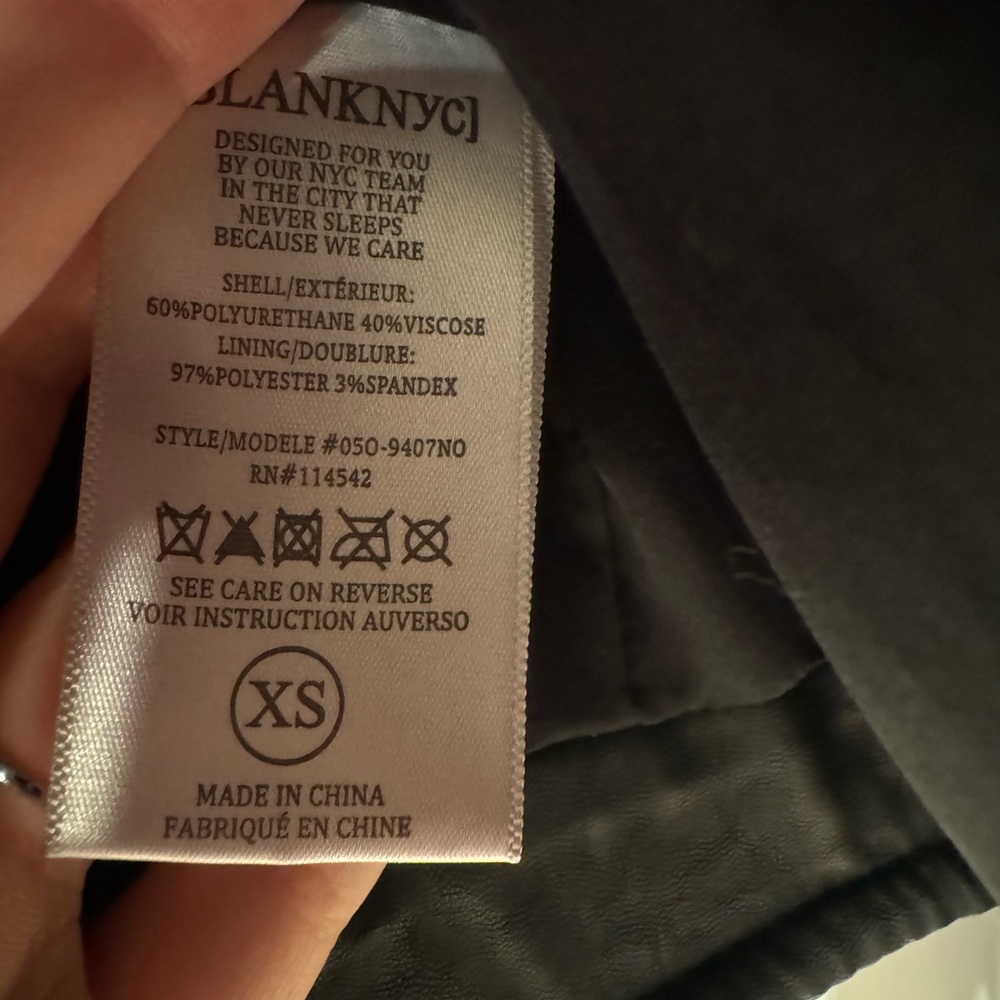 BLANKNYC]
DESIGNED FOR YOU
BY OUR NYC TEAM
IN THE CITY THAT
NEVER SLEEPS
BECAUSE WE CARE
SHELL/EXTÉRIEUR:
60%POLYURETHANE 40%VISCOSE
LINING/DOUBLURE:
97%POLYESTER 3%SPANDEX
STYLE/MODELE #05O-9407NO
RN#114542
SEE CARE ON REVERSE
VOIR INSTRUCTION AUVERSO
XS
MADE IN CHINA
FABRIQUÉ EN CHINE